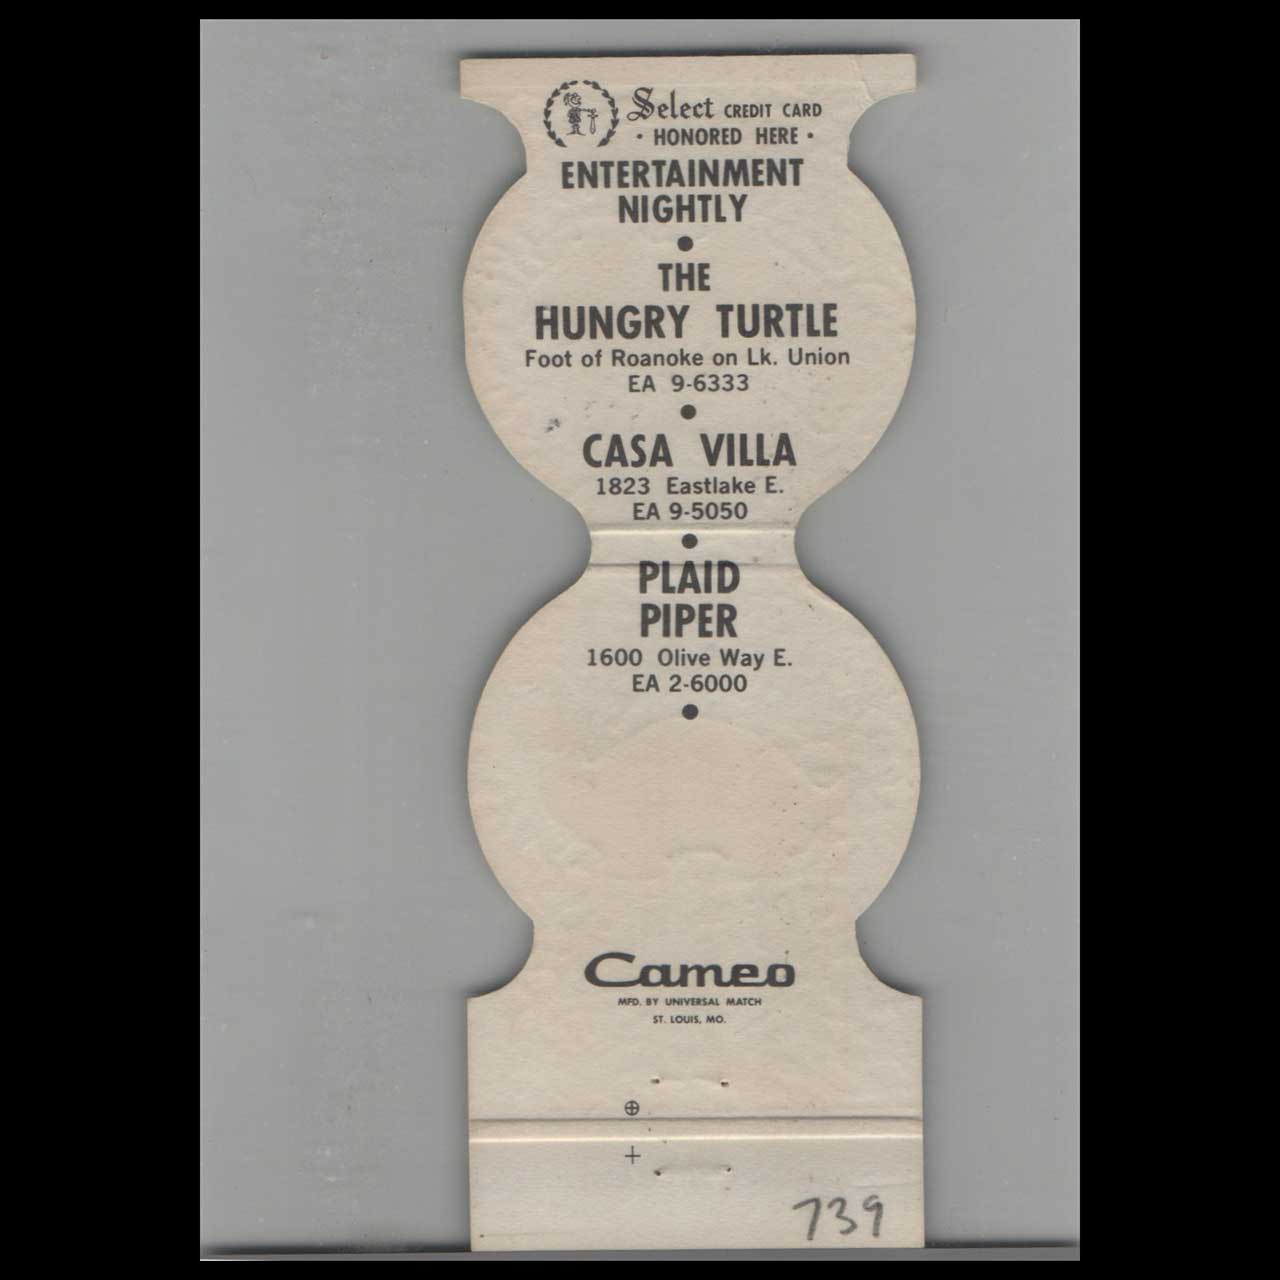 Select CREDIT CARD
• HONORED HERE •
ENTERTAINMENT
NIGHTLY
•
THE
HUNGRY TURTLE
Foot of Roanoke on Lk. Union
EA 9-6333
•
CASA VILLA
1823 Eastlake E.
EA 9-5050
•
PLAID
PIPER
1600 Olive Way E.
EA 2-6000
•
Cameo
MFD. BY UNIVERSAL MATCH
ST. LOUIS, MO.
739